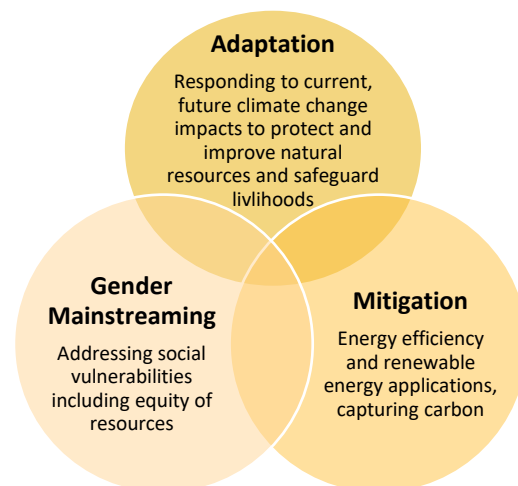 Adaptation
Responding to current,
future climate change
impacts to protect and
improve natural
resources and safeguard
livlihoods
Gender
Mainstreaming
Addressing social
vulnerabilities
including equity of
resources
Mitigation
Energy efficiency
and renewable
energy applications,
capturing carbon